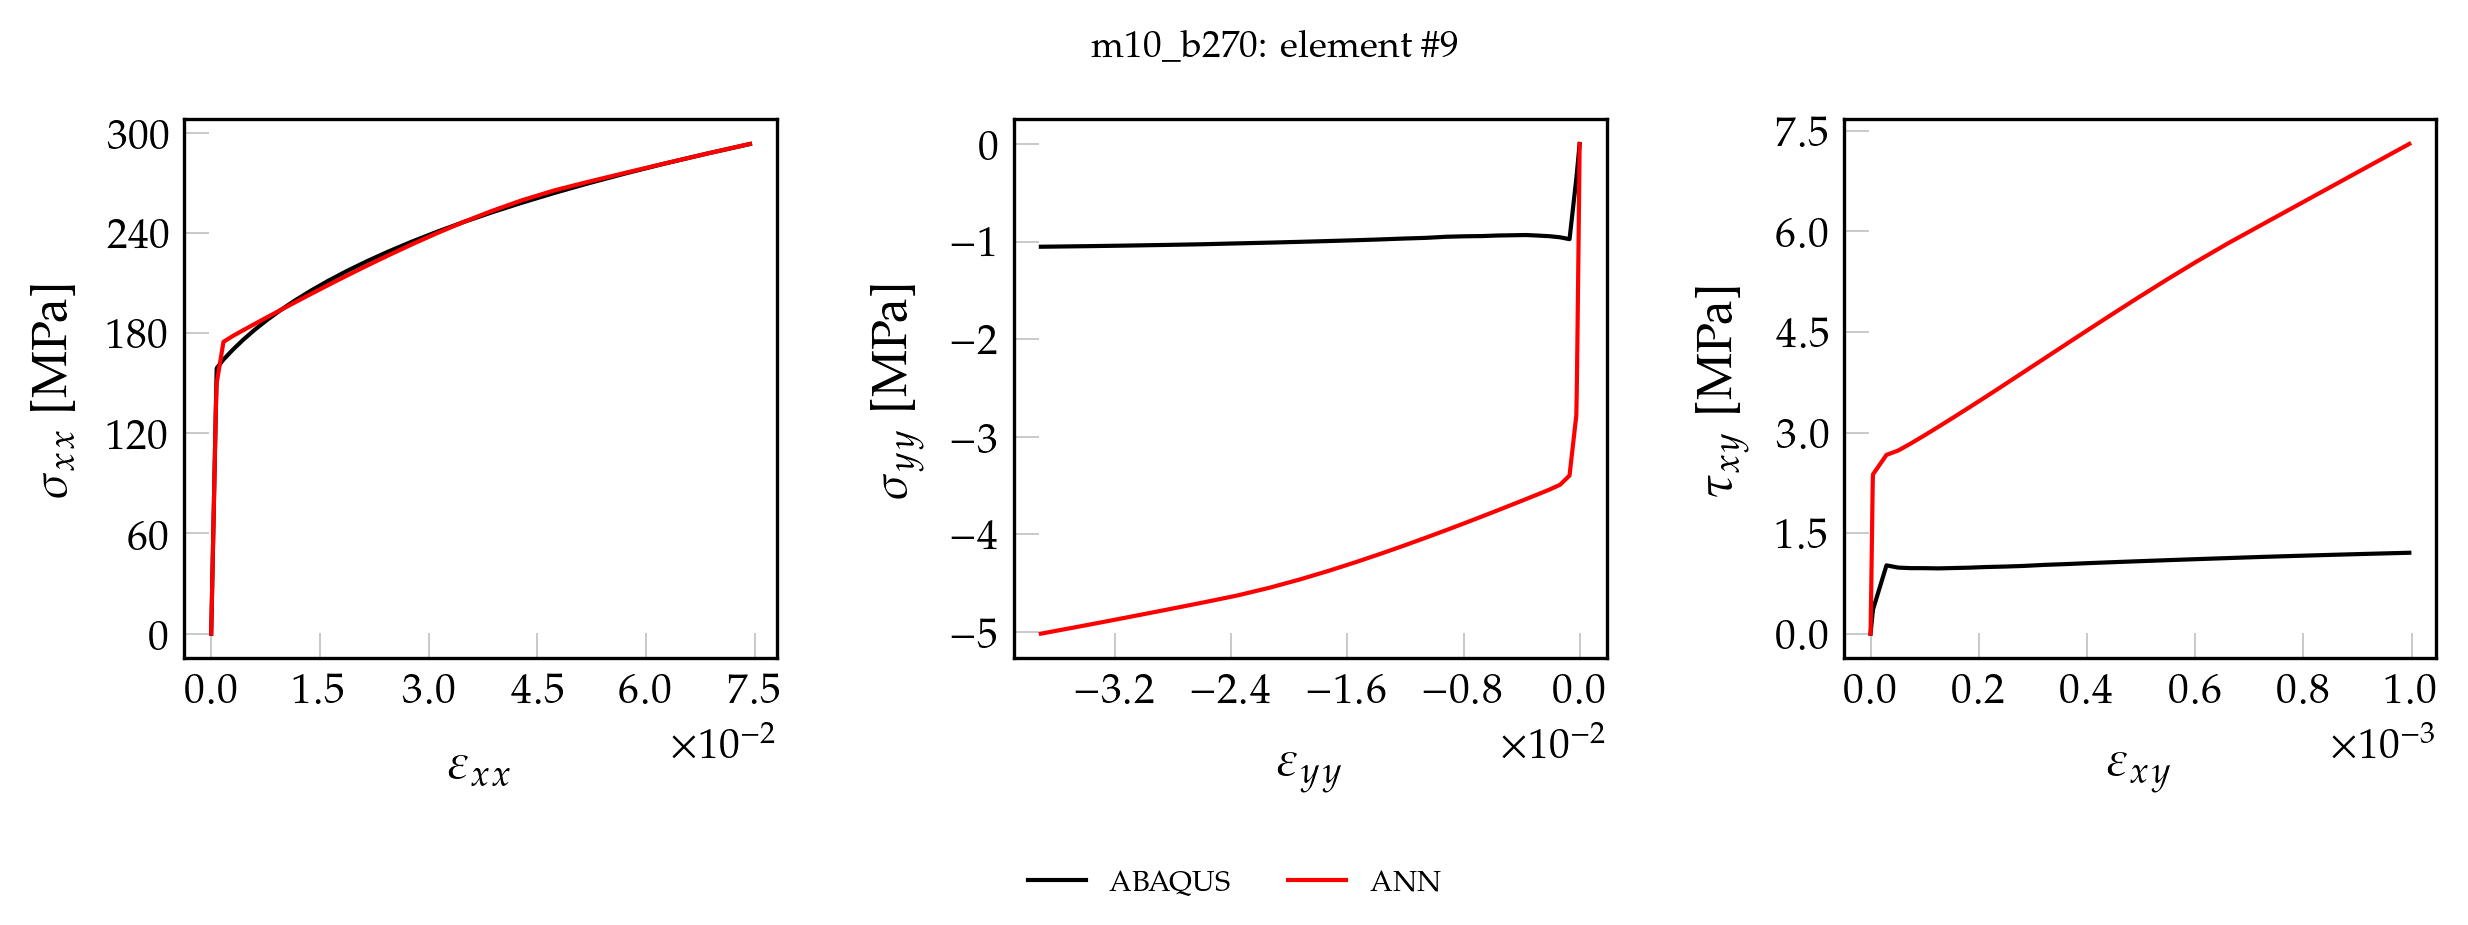 m10_b270: element #9
300
240
180
120
60
0
σxx [MPa]
0.0 1.5 3.0 4.5 6.0 7.5
×10⁻²
εxx
0
−1
−2
−3
−4
−5
σyy [MPa]
−3.2 −2.4 −1.6 −0.8 0.0
×10⁻²
εyy
7.5
6.0
4.5
3.0
1.5
0.0
τxy [MPa]
0.0 0.2 0.4 0.6 0.8 1.0
×10⁻³
εxy
ABAQUS ANN